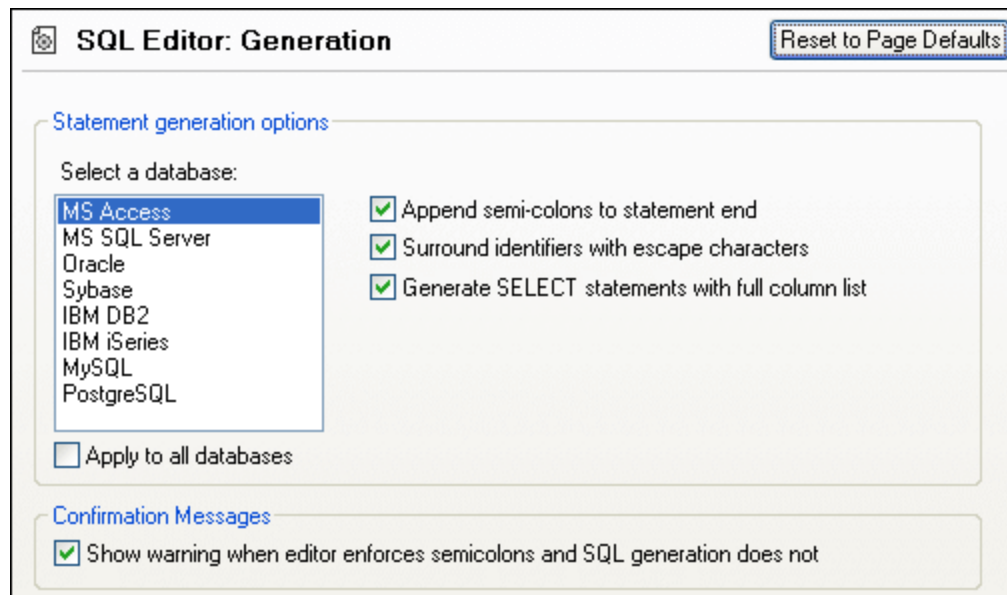 SQL Editor: Generation
Reset to Page Defaults
Statement generation options
Select a database:
MS Access
MS SQL Server
Oracle
Sybase
IBM DB2
IBM iSeries
MySQL
PostgreSQL
Append semi-colons to statement end
Surround identifiers with escape characters
Generate SELECT statements with full column list
Apply to all databases
Confirmation Messages
Show warning when editor enforces semicolons and SQL generation does not